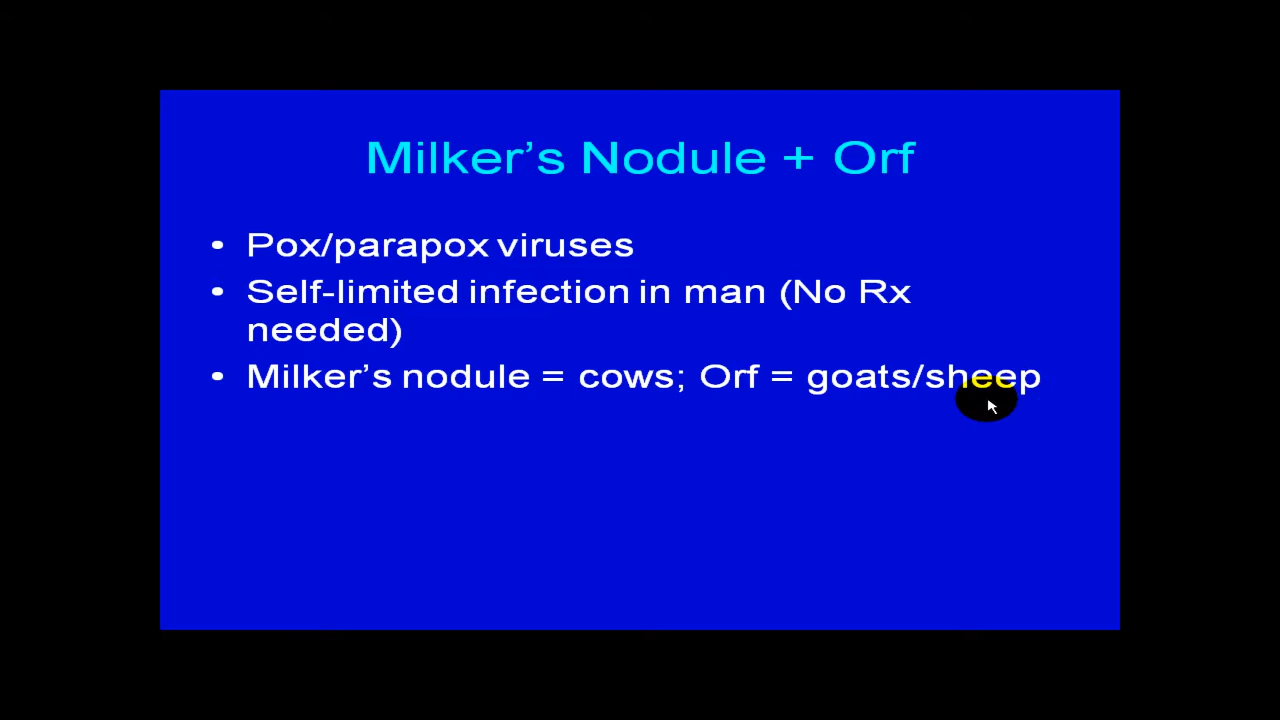 Milker’s Nodule + Orf
• Pox/parapox viruses
• Self-limited infection in man (No Rx
needed)
• Milker’s nodule = cows; Orf = goats/sheep